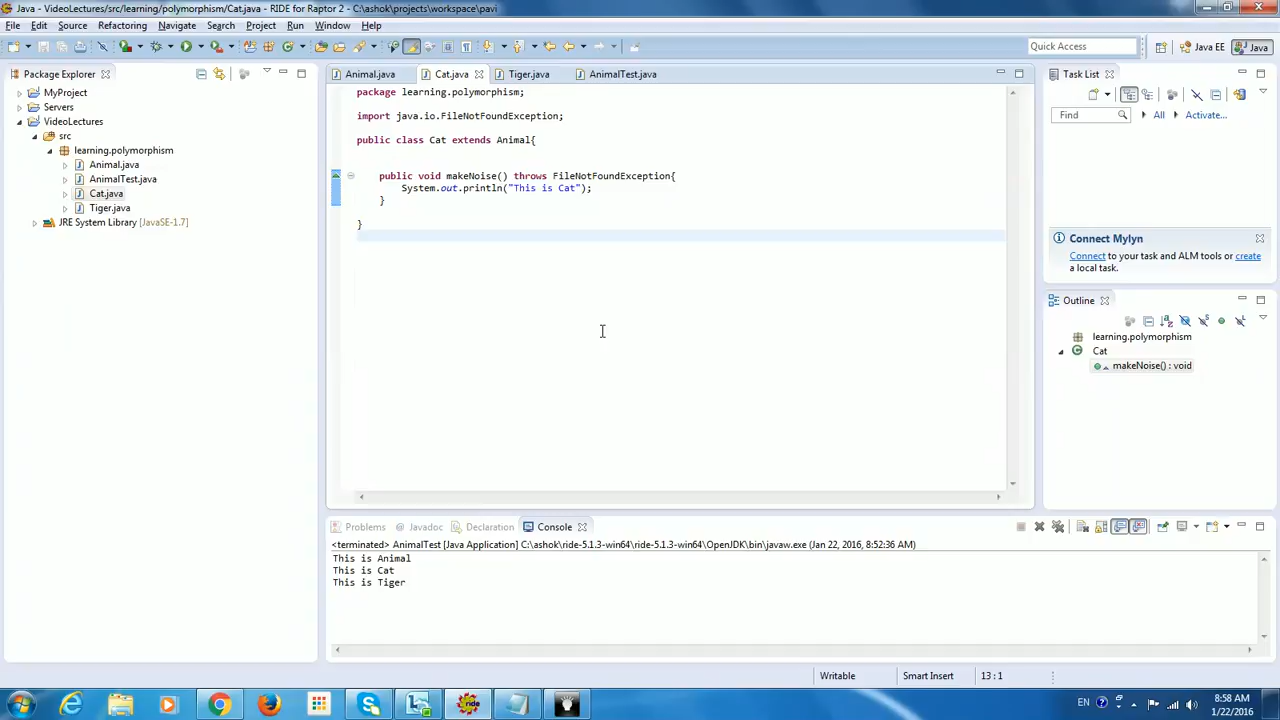 Java - VideoLectures/src/learning/polymorphism/Cat.java - RIDE for Raptor 2 - C:\ashok\projects\workspace\pavi
File Edit Source Refactoring Navigate Search Project Run Window Help
Quick Access
Java EE
Java
Package Explorer
MyProject
Servers
VideoLectures
src
learning.polymorphism
Animal.java
AnimalTest.java
Cat.java
Tiger.java
JRE System Library [JavaSE-1.7]
Animal.java Cat.java Tiger.java AnimalTest.java
package learning.polymorphism;
import java.io.FileNotFoundException;
public class Cat extends Animal{
public void makeNoise() throws FileNotFoundException{
System.out.println("This is Cat");
}
}
Task List
Find All Activate...
Connect Mylyn
Connect to your task and ALM tools or create
a local task.
Outline
learning.polymorphism
Cat
makeNoise() : void
Problems @ Javadoc Declaration Console
<terminated> AnimalTest [Java Application] C:\ashok\ride-5.1.3-win64\ride-5.1.3-win64\OpenJDK\bin\javaw.exe (Jan 22, 2016, 8:52:36 AM)
This is Animal
This is Cat
This is Tiger
Writable Smart Insert 13 : 1
ride
EN
8:58 AM
1/22/2016